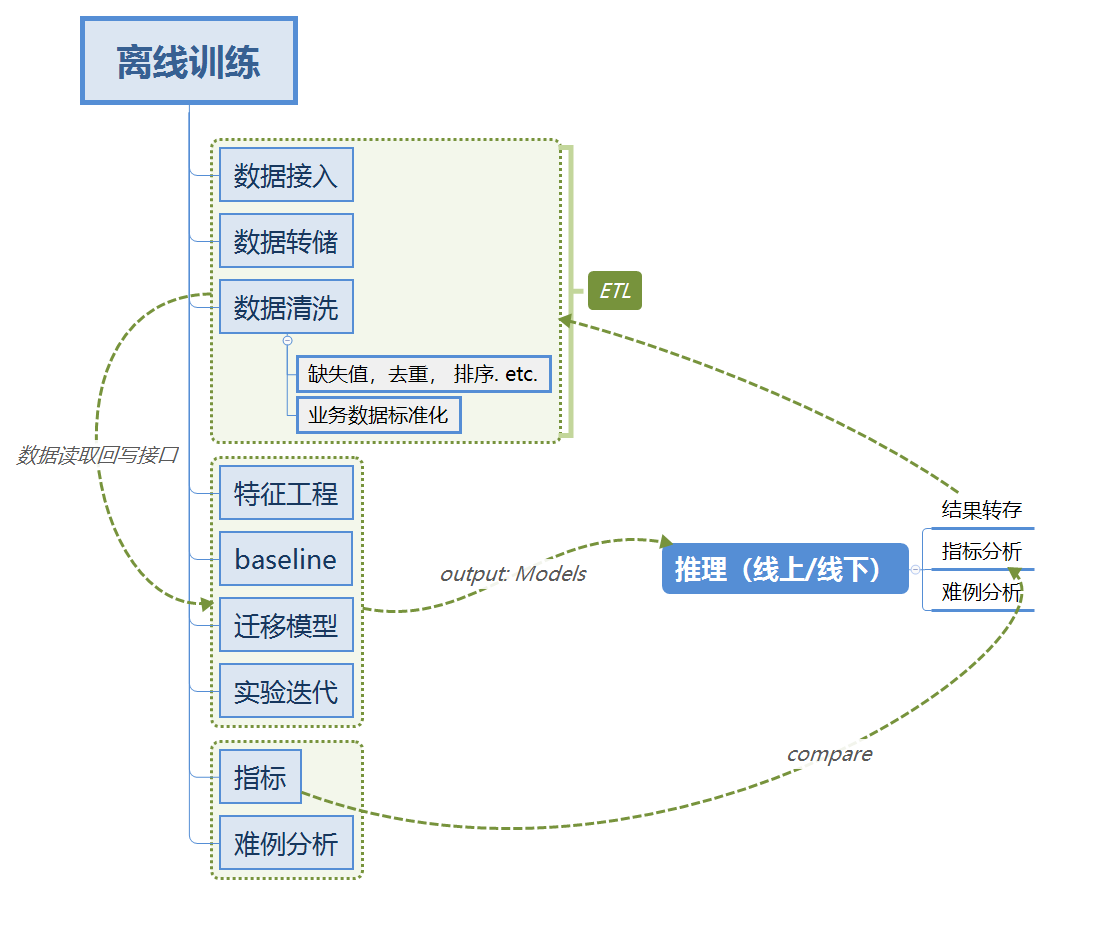 离线训练
数据接入
数据转储
数据清洗
ETL
缺失值，去重， 排序. etc.
业务数据标准化
数据读取回写接口
特征工程
baseline
迁移模型
实验迭代
output: Models
推理（线上/线下）
结果转存
指标分析
难例分析
compare
指标
难例分析